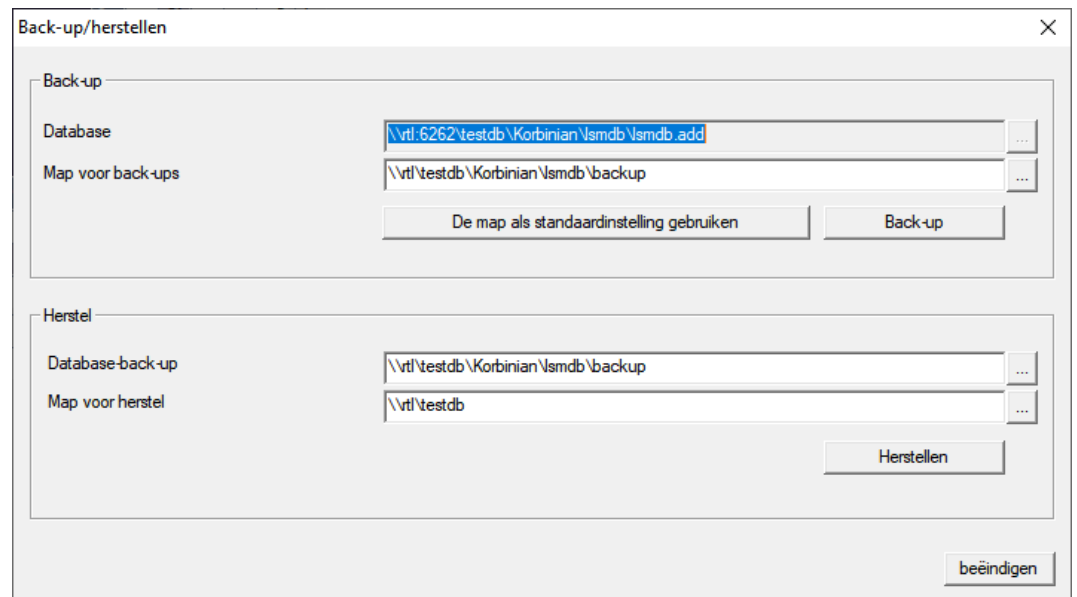 Back-up/herstellen
Back-up
Database
\\rtl:6262\testdb\Korbinian\lsmdb\lsmdb.add
...
Map voor back-ups
\\rtl\testdb\Korbinian\lsmdb\backup
...
De map als standaardinstelling gebruiken
Back-up
Herstel
Database-back-up
\\rtl\testdb\Korbinian\lsmdb\backup
...
Map voor herstel
\\rtl\testdb
...
Herstellen
beëindigen